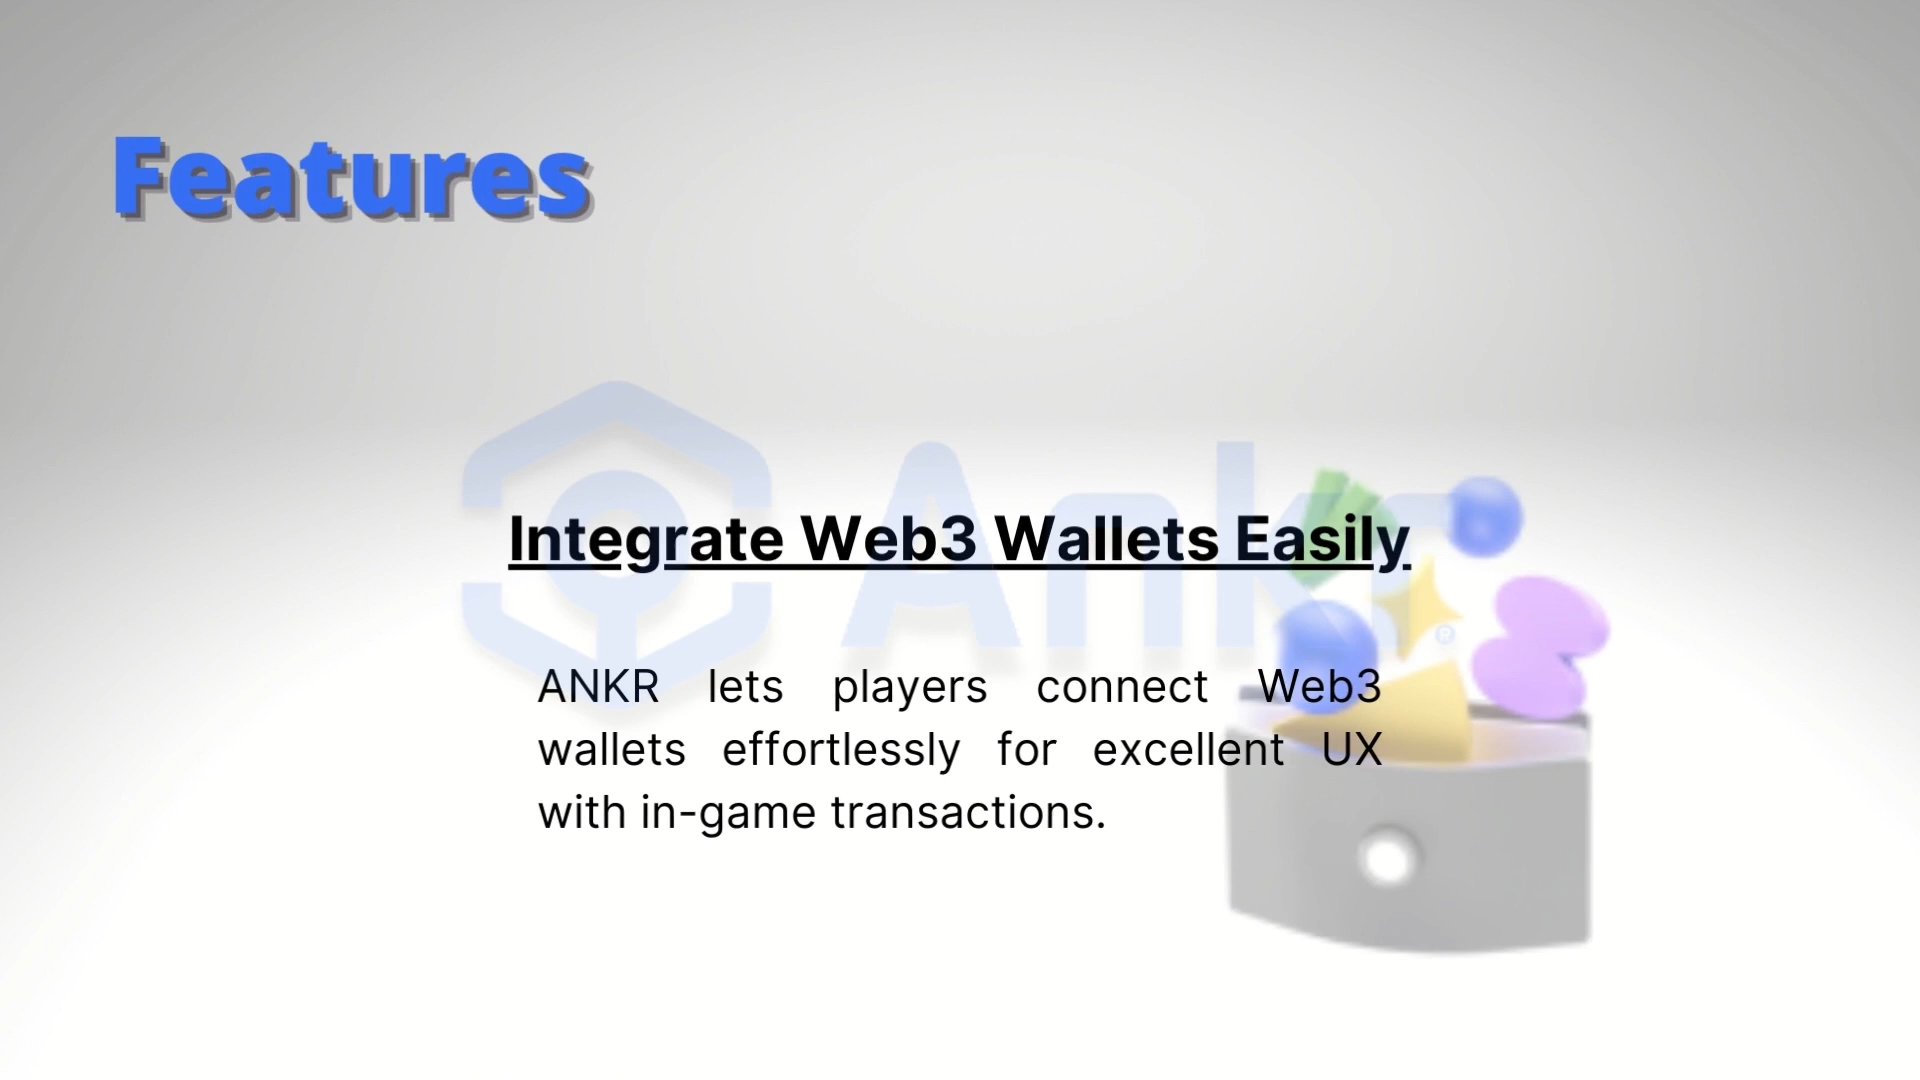 Features
Ankr
®
Integrate Web3 Wallets Easily
ANKR lets players connect Web3
wallets effortlessly for excellent UX
with in-game transactions.